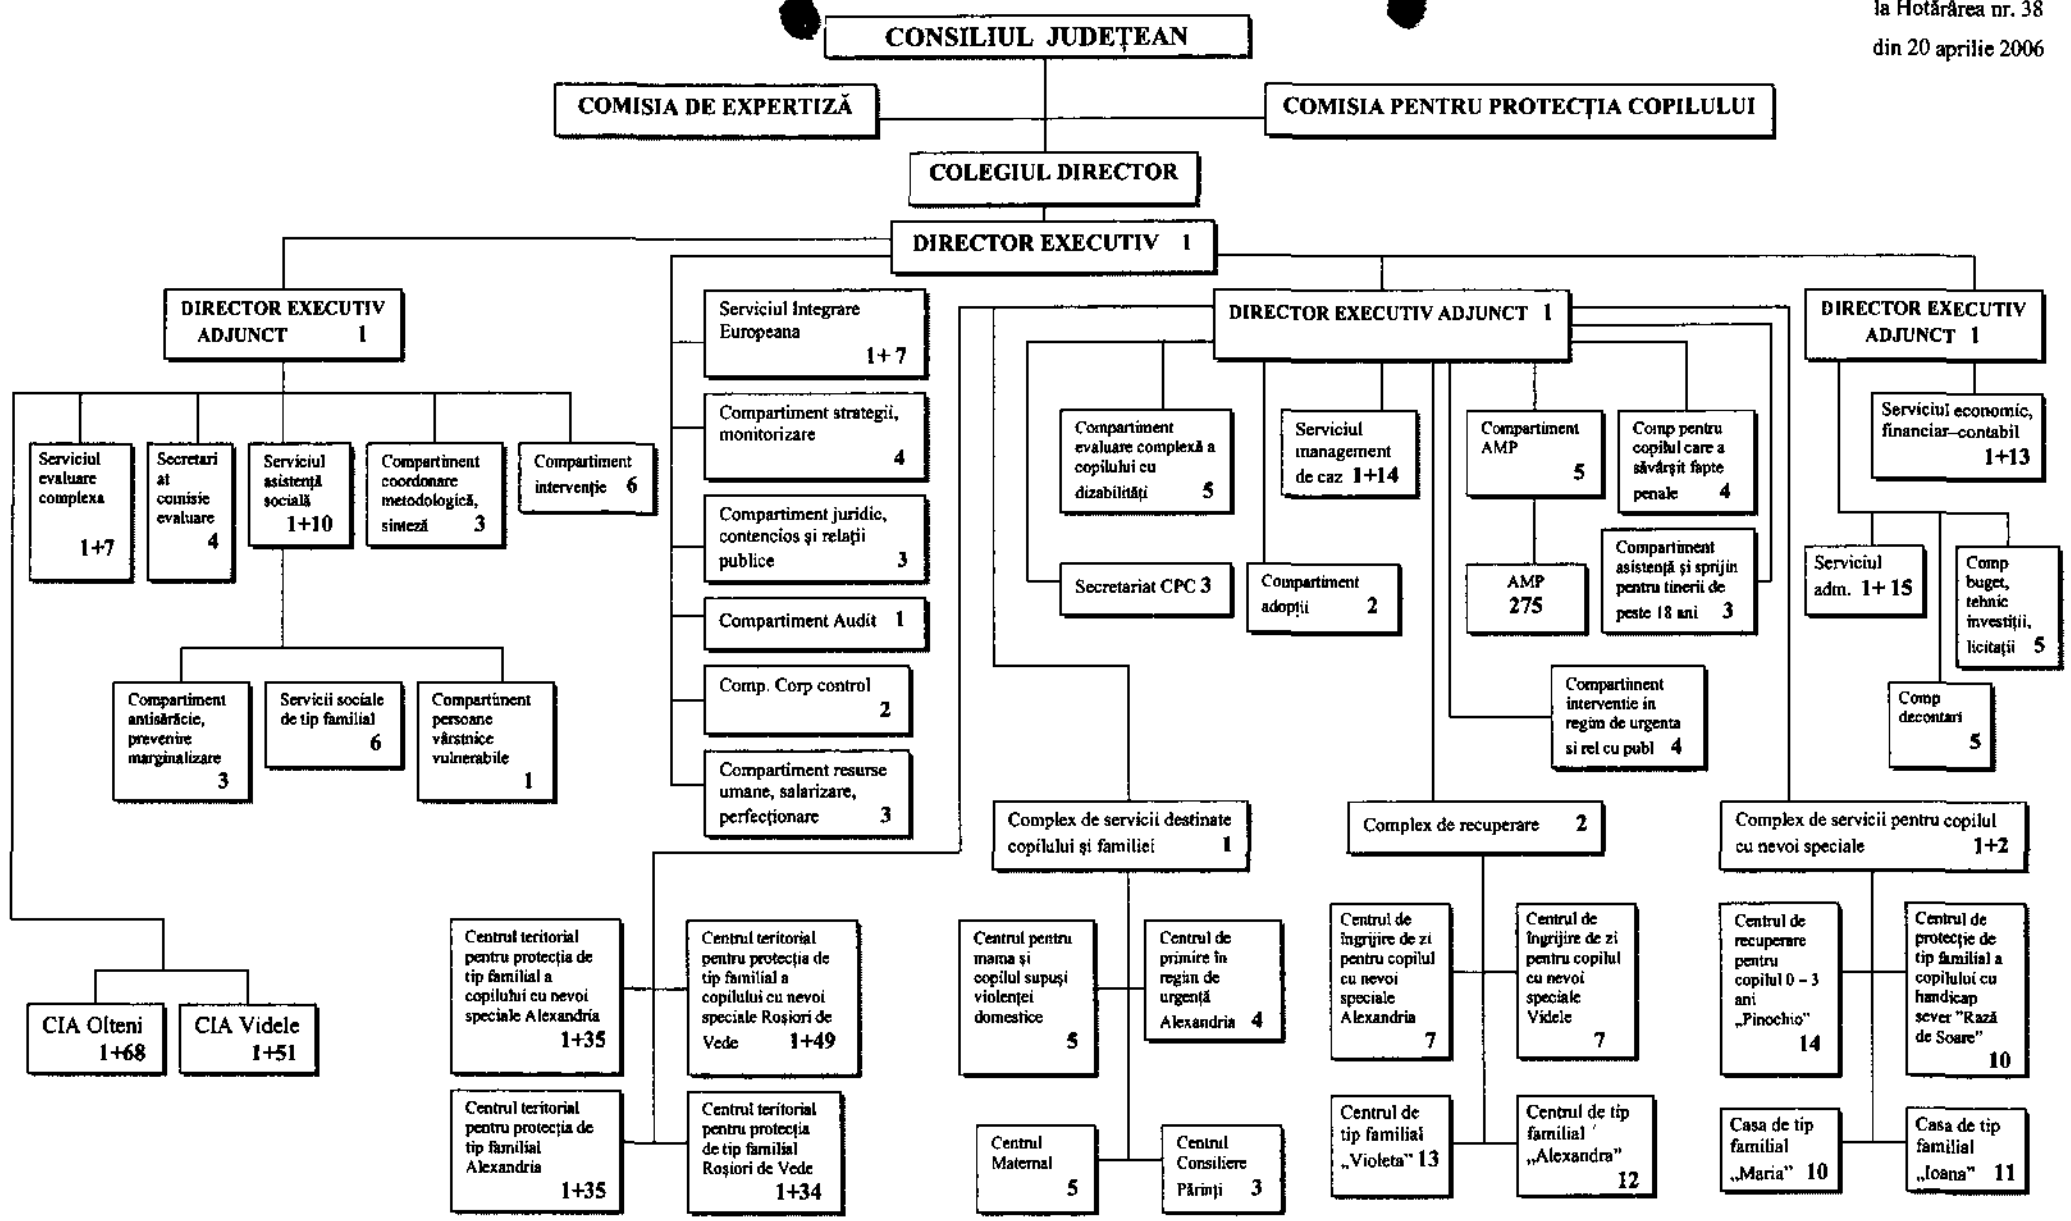 la Hotărârea nr. 38
din 20 aprilie 2006
CONSILIUL JUDEȚEAN
COMISIA DE EXPERTIZĂ
COMISIA PENTRU PROTECȚIA COPILULUI
COLEGIUL DIRECTOR
DIRECTOR EXECUTIV 1
DIRECTOR EXECUTIV
ADJUNCT 1
Serviciul evaluare complexa 1+7
Secretari
at
comisie
evaluare
4
Serviciul
asistență
socială
1+10
Compartiment
coordonare
metodologică,
sinteză 3
Compartiment
intervenție 6
Compartiment
antisărăcie,
prevenire
marginalizare
3
Servicii sociale
de tip familial
6
Compartiment
persoane
vârstnice
vulnerabile
1
CIA Olteni
1+68
CIA Videle
1+51
Serviciul Integrare
Europeana
1+ 7
Compartiment strategii,
monitorizare
4
Compartiment juridic,
contencios și relații
publice 3
Compartiment Audit 1
Comp. Corp control
2
Compartiment resurse
umane, salarizare,
perfecționare 3
DIRECTOR EXECUTIV ADJUNCT 1
Compartiment
evaluare complexă a
copilului cu
dizabilități 5
Serviciul
management
de caz 1+14
Compartiment
AMP
5
Comp pentru
copilul care a
săvârșit fapte
penale 4
Secretariat CPC 3
Compartiment
adopții 2
AMP
275
Compartiment
asistență și sprijin
pentru tinerii de
peste 18 ani 3
Compartiment
interventie in
regim de urgenta
si rel cu publ 4
DIRECTOR EXECUTIV
ADJUNCT 1
Serviciul economic,
financiar–contabil
1+13
Serviciul
adm. 1+ 15
Comp
buget,
tehnic
investiții,
licitații 5
Comp
decontari
5
Complex de servicii destinate
copilului și familiei 1
Complex de recuperare 2
Complex de servicii pentru copilul
cu nevoi speciale 1+2
Centrul teritorial
pentru protecția de
tip familial a
copilului cu nevoi
speciale Alexandria
1+35
Centrul teritorial
pentru protecția de
tip familial a
copilului cu nevoi
speciale Roșiori de
Vede 1+49
Centrul teritorial
pentru protecția de
tip familial
Alexandria
1+35
Centrul teritorial
pentru protecția
de tip familial
Roșiori de Vede
1+34
Centrul pentru
mama și
copilul supuși
violenței
domestice
5
Centrul de
primire în
regim de
urgență
Alexandria 4
Centrul
Maternal
5
Centrul
Consiliere
Părinți 3
Centrul de
îngrijire de zi
pentru copilul
cu nevoi
speciale
Alexandria
7
Centrul de
îngrijire de zi
pentru copilul
cu nevoi
speciale
Videle
7
Centrul de
tip familial
„Violeta” 13
Centrul de tip
familial
„Alexandra”
12
Centrul de
recuperare
pentru
copilul 0 – 3
ani
„Pinochio”
14
Centrul de
protecție de
tip familial a
copilului cu
handicap
sever "Rază
de Soare"
10
Casa de tip
familial
„Maria” 10
Casa de tip
familial
„Ioana” 11